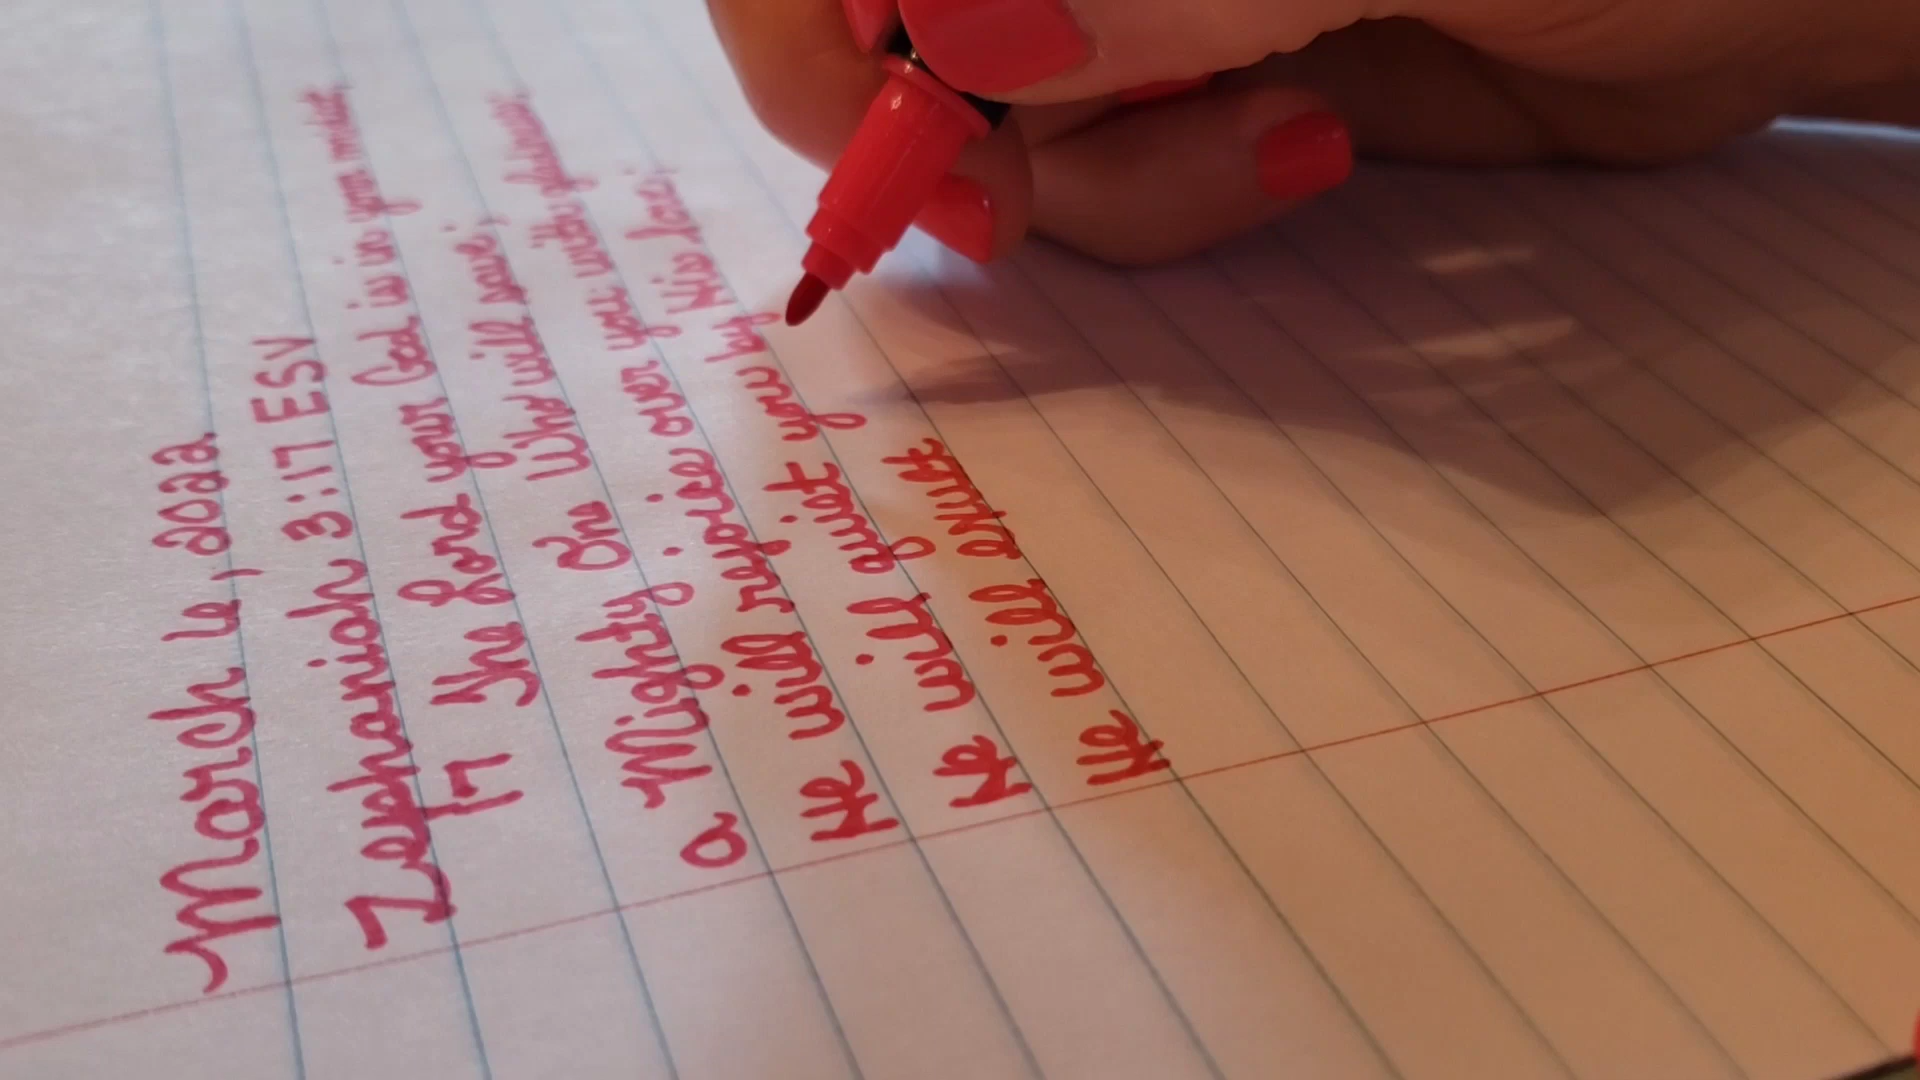 March 16, 2022
Zephaniah 3:17 ESV
17 The Lord your God is in your midst,
a Mighty One Who will save;
He will rejoice over you with gladness
He will quiet you by His love;
He will exult